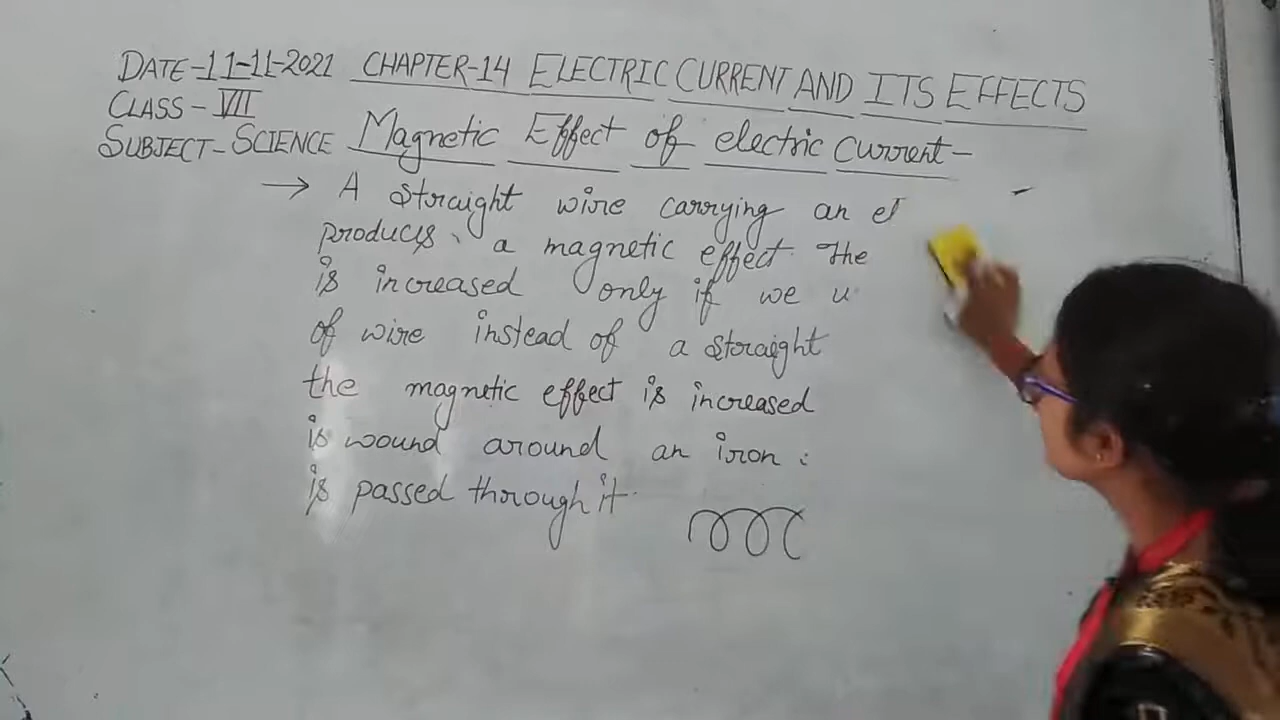 DATE-11-11-2021 CHAPTER-14 ELECTRIC CURRENT AND ITS EFFECTS
CLASS-VII
SUBJECT-SCIENCE Magnetic Effect of electric current-
→ A straight wire carrying an el
produces a magnetic effect. The
is increased only if we u
of wire instead of a straight
the magnetic effect is increased
is wound around an iron
is passed through it.